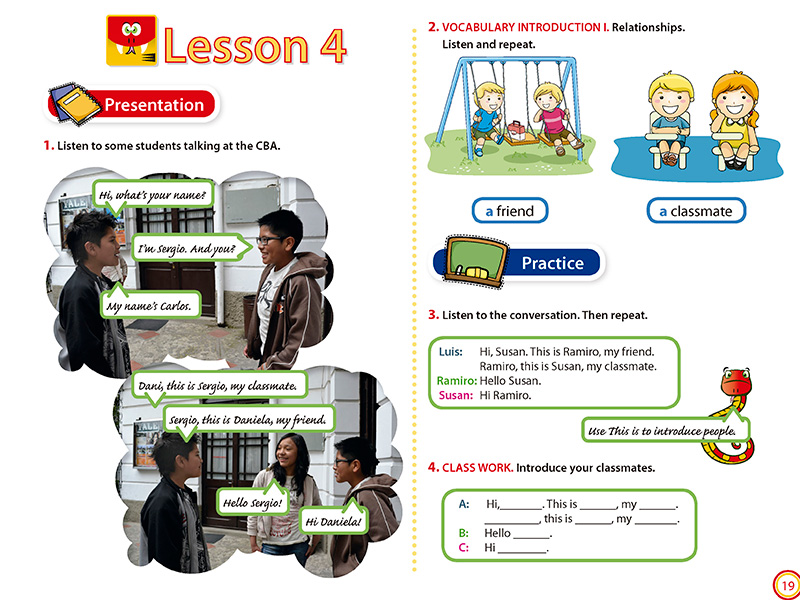 Lesson 4
Presentation
1. Listen to some students talking at the CBA.
Hi, what's your name?
I'm Sergio. And you?
My name's Carlos.
Dani, this is Sergio, my classmate.
Sergio, this is Daniela, my friend.
Hello Sergio!
Hi Daniela!
2. VOCABULARY INTRODUCTION I. Relationships.
Listen and repeat.
a friend
a classmate
Practice
3. Listen to the conversation. Then repeat.
Luis: Hi, Susan. This is Ramiro, my friend.
Ramiro, this is Susan, my classmate.
Ramiro: Hello Susan.
Susan: Hi Ramiro.
Use This is to introduce people.
4. CLASS WORK. Introduce your classmates.
A: Hi,_______. This is ______, my ______.
_________, this is ______, my _______.
B: Hello ______.
C: Hi ________.
19